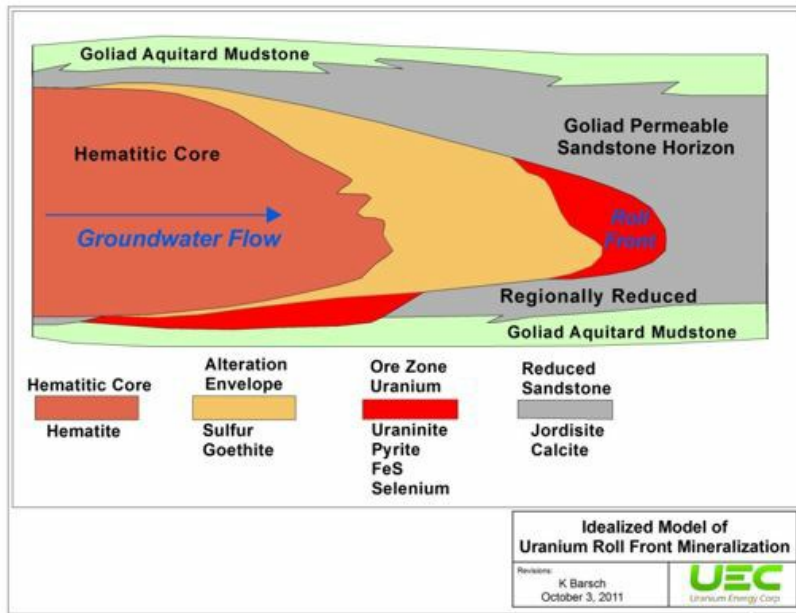 Goliad Aquitard Mudstone
Goliad Permeable
Sandstone Horizon
Hematitic Core
Groundwater Flow
Roll
Front
Regionally Reduced
Goliad Aquitard Mudstone
Hematitic Core
Hematite
Alteration
Envelope
Sulfur
Goethite
Ore Zone
Uranium
Uraninite
Pyrite
FeS
Selenium
Reduced
Sandstone
Jordisite
Calcite
Idealized Model of
Uranium Roll Front Mineralization
Revisions:
K Barsch
October 3, 2011
UEC
Uranium Energy Corp